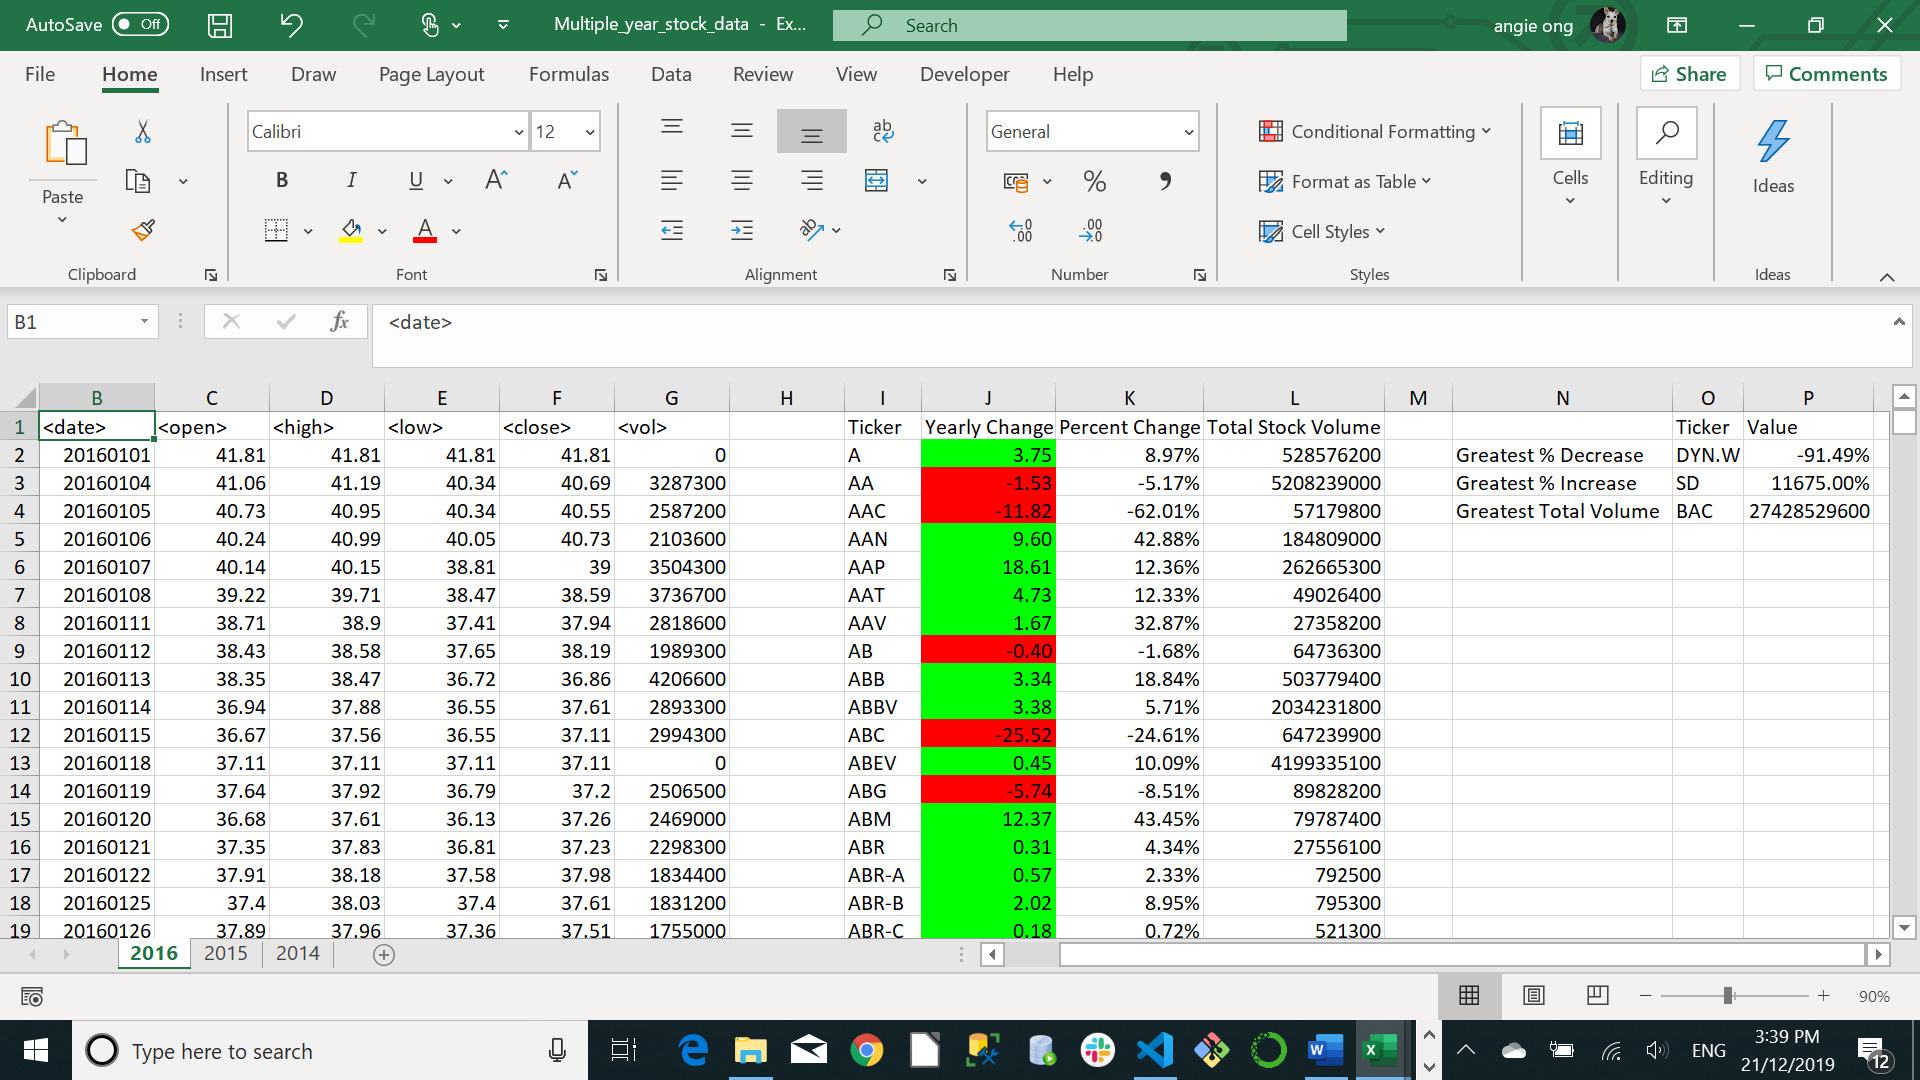 AutoSave Off Multiple_year_stock_data - Ex... Search angie ong
File Home Insert Draw Page Layout Formulas Data Review View Developer Help Share Comments
Paste
Calibri 12
B I U A A
A
ab
General
% 9
.00 .00
Conditional Formatting
Format as Table
Cell Styles
Cells
Editing
Ideas
Clipboard Font Alignment Number Styles Ideas
B1 fx <date>
B C D E F G H I J K L M N O P
1 <date> <open> <high> <low> <close> <vol> Ticker Yearly Change Percent Change Total Stock Volume Ticker Value
2 20160101 41.81 41.81 41.81 41.81 0 A 3.75 8.97% 528576200 Greatest % Decrease DYN.W -91.49%
3 20160104 41.06 41.19 40.34 40.69 3287300 AA -1.53 -5.17% 5208239000 Greatest % Increase SD 11675.00%
4 20160105 40.73 40.95 40.34 40.55 2587200 AAC -11.82 -62.01% 57179800 Greatest Total Volume BAC 27428529600
5 20160106 40.24 40.99 40.05 40.73 2103600 AAN 9.60 42.88% 184809000
6 20160107 40.14 40.15 38.81 39 3504300 AAP 18.61 12.36% 262665300
7 20160108 39.22 39.71 38.47 38.59 3736700 AAT 4.73 12.33% 49026400
8 20160111 38.71 38.9 37.41 37.94 2818600 AAV 1.67 32.87% 27358200
9 20160112 38.43 38.58 37.65 38.19 1989300 AB -0.40 -1.68% 64736300
10 20160113 38.35 38.47 36.72 36.86 4206600 ABB 3.34 18.84% 503779400
11 20160114 36.94 37.88 36.55 37.61 2893300 ABBV 3.38 5.71% 2034231800
12 20160115 36.67 37.56 36.55 37.11 2994300 ABC -25.52 -24.61% 647239900
13 20160118 37.11 37.11 37.11 37.11 0 ABEV 0.45 10.09% 4199335100
14 20160119 37.64 37.92 36.79 37.2 2506500 ABG -5.74 -8.51% 89828200
15 20160120 36.68 37.61 36.13 37.26 2469000 ABM 12.37 43.45% 79787400
16 20160121 37.35 37.83 36.81 37.23 2298300 ABR 0.31 4.34% 27556100
17 20160122 37.91 38.18 37.58 37.98 1834400 ABR-A 0.57 2.33% 792500
18 20160125 37.4 38.03 37.4 37.61 1831200 ABR-B 2.02 8.95% 795300
19 20160126 37.89 37.96 37.36 37.51 1755000 ABR-C 0.18 0.72% 521300
2016 2015 2014
90%
Type here to search
ENG
3:39 PM
21/12/2019
12